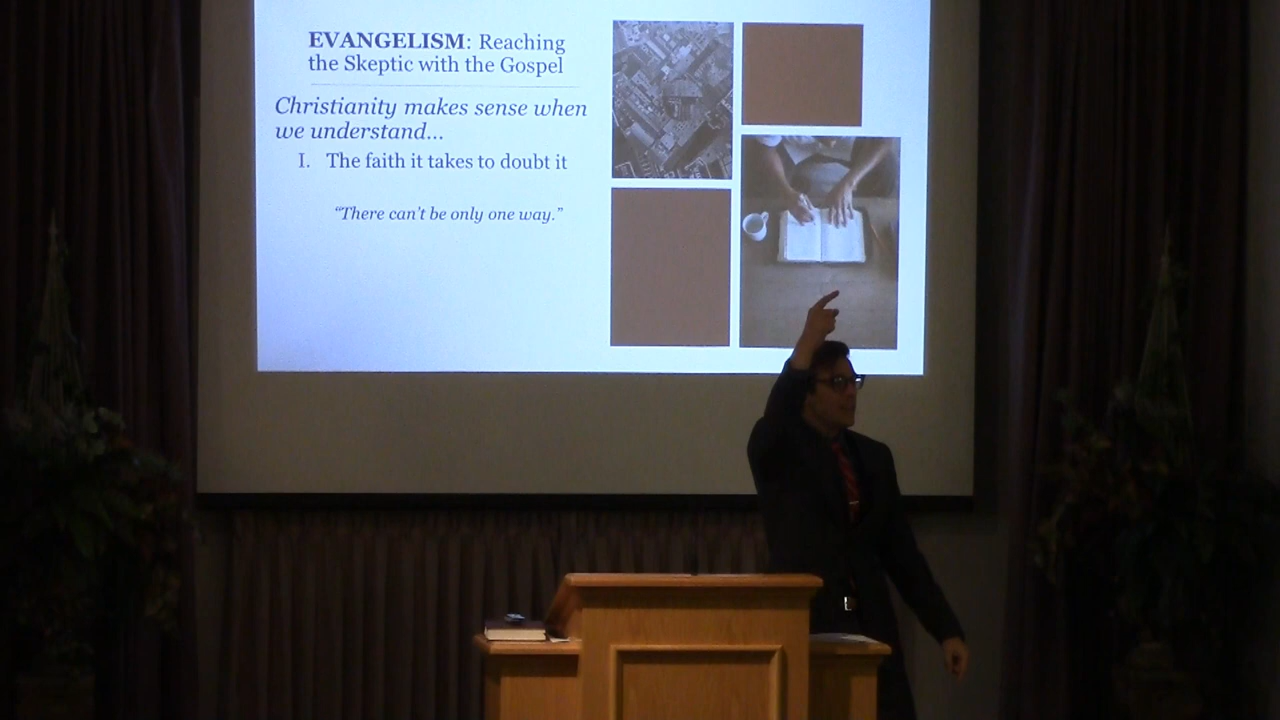 EVANGELISM: Reaching
the Skeptic with the Gospel
Christianity makes sense when
we understand...
I. The faith it takes to doubt it
“There can’t be only one way.”